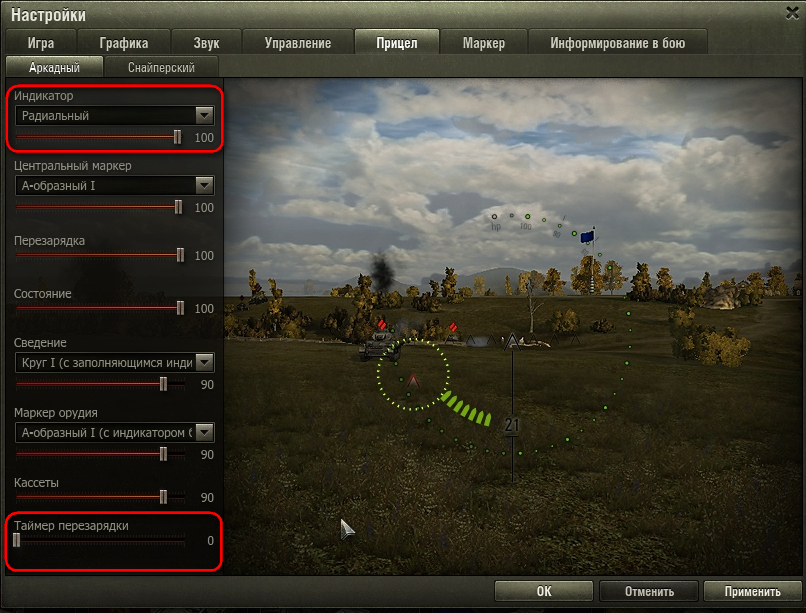 Настройки
Игра Графика Звук Управление Прицел Маркер Информирование в бою
Аркадный Снайперский
Индикатор
Радиальный
100
Центральный маркер
А-образный I
100
Перезарядка
100
Состояние
100
Сведение
Круг I (с заполняющимся инди
90
Маркер орудия
А-образный I (с индикатором б
90
Кассеты
90
Таймер перезарядки
0
21
ОК Отменить Применить